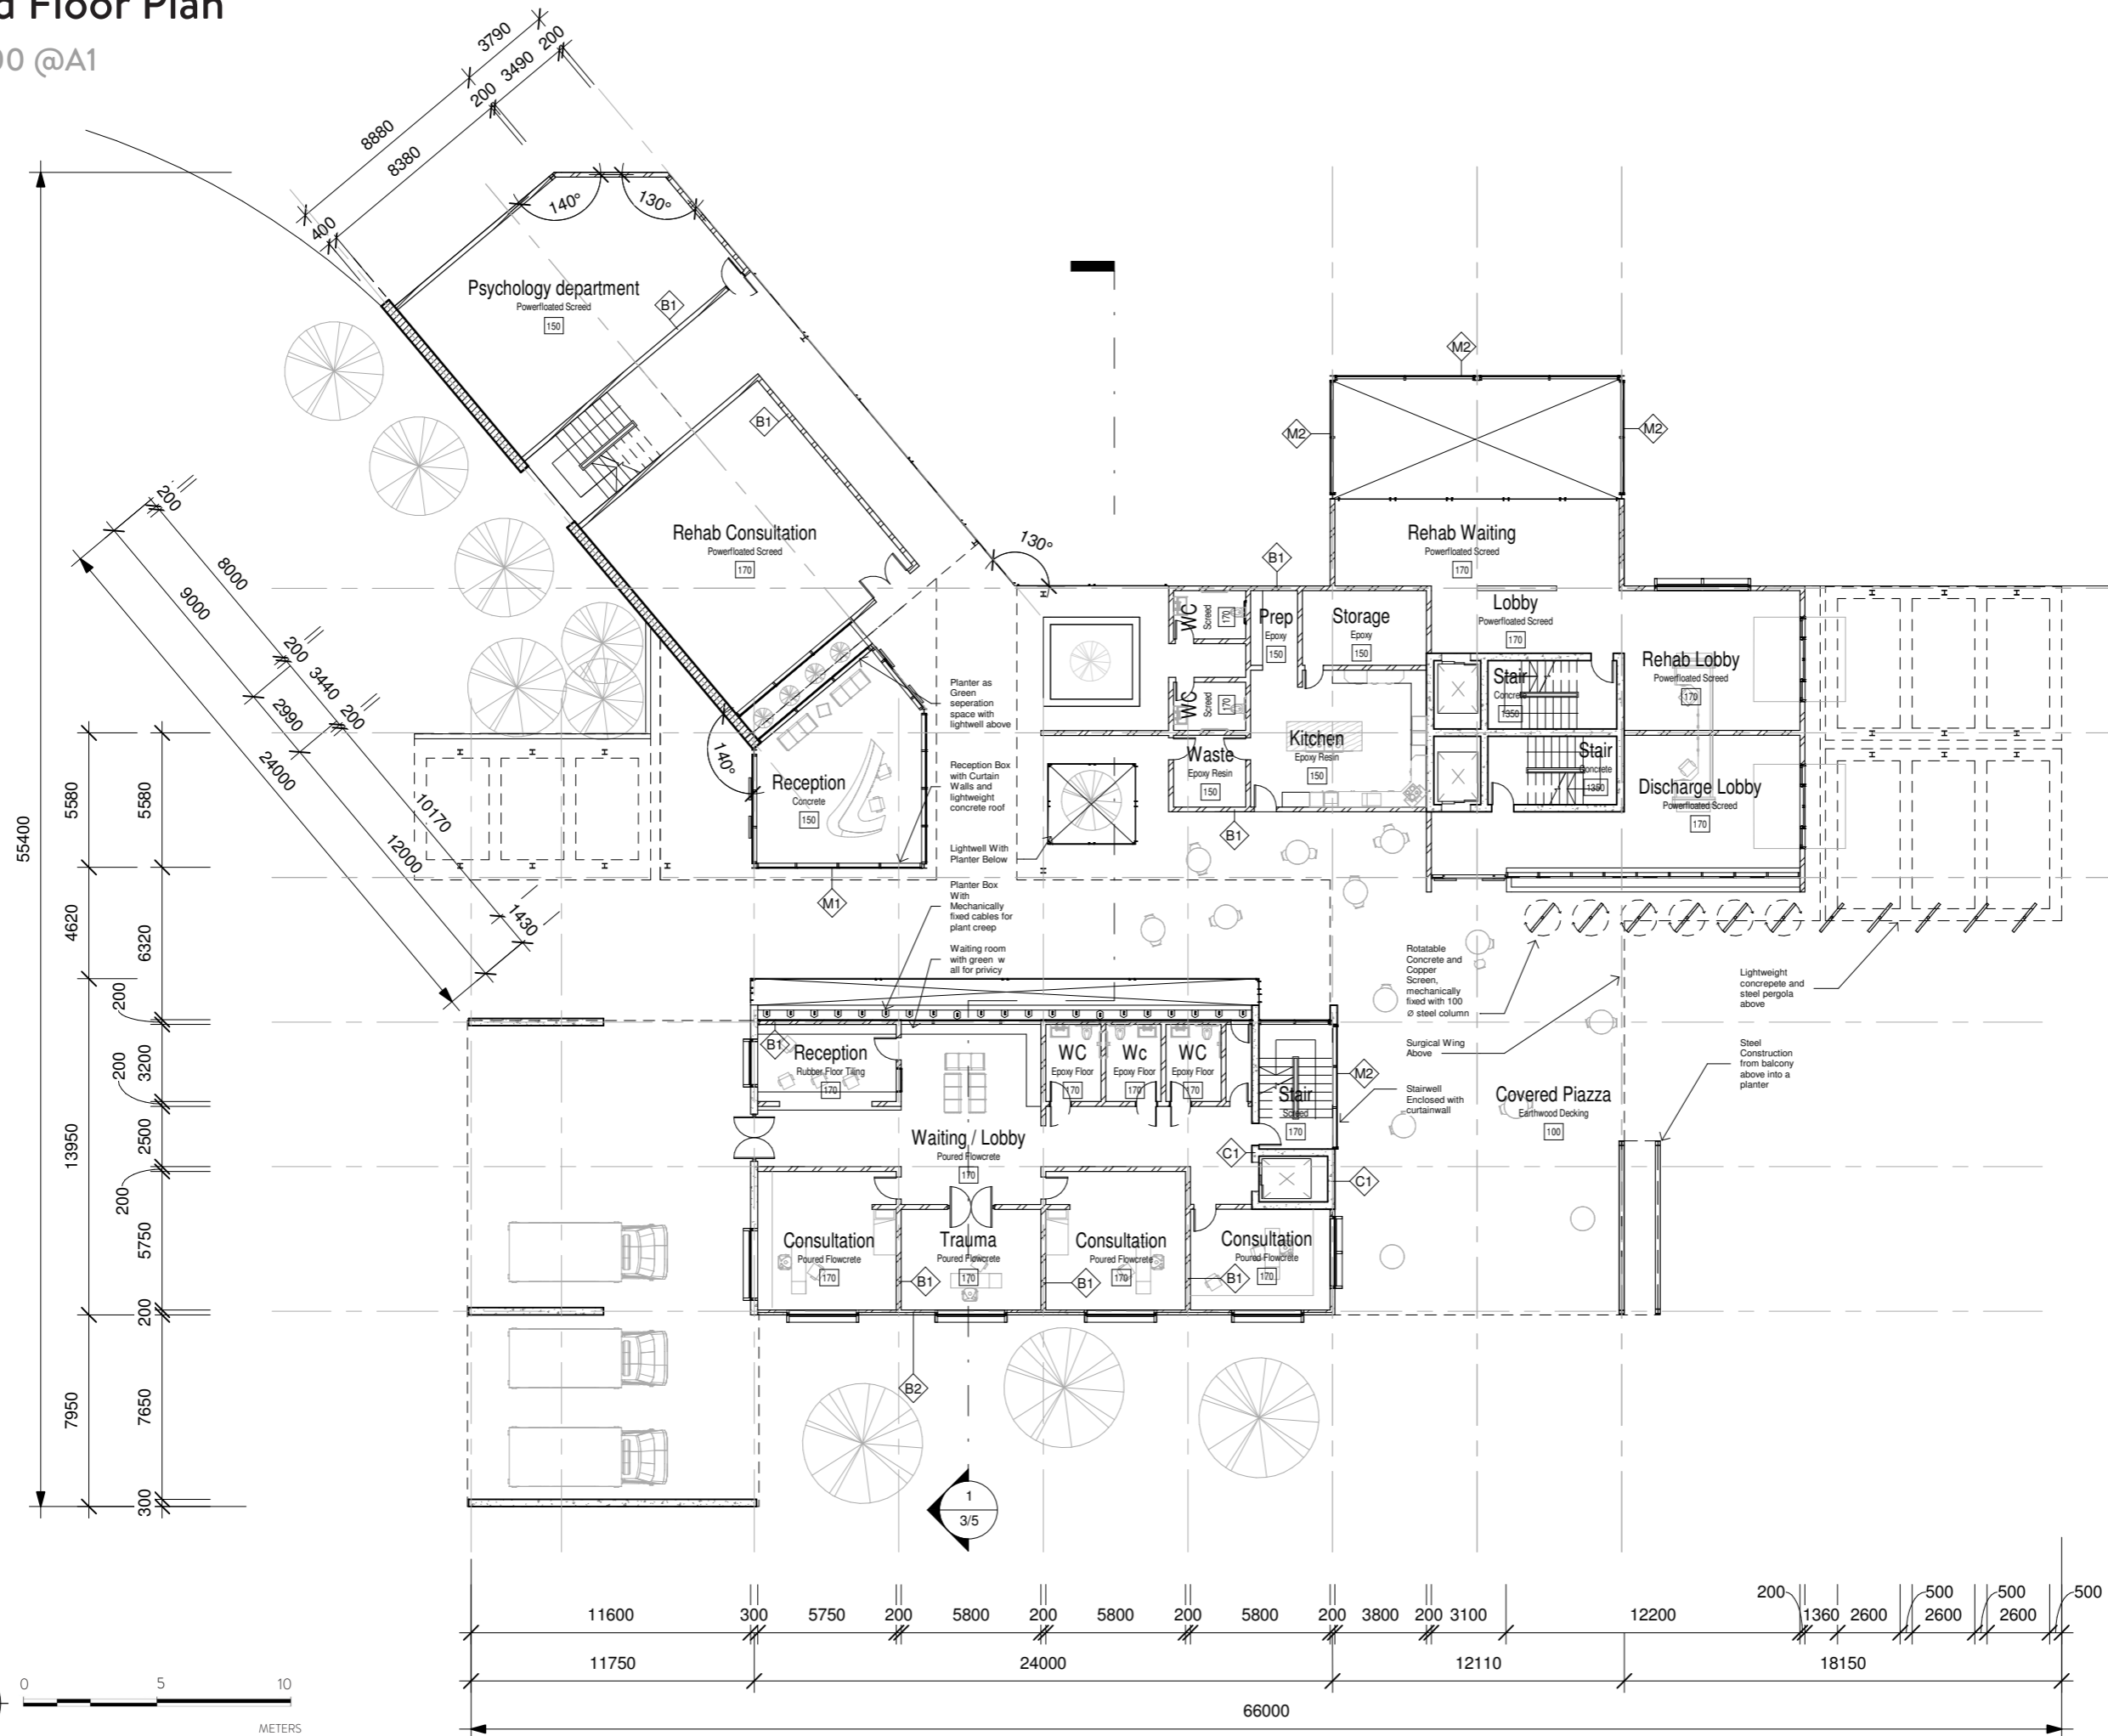 d Floor Plan
00 @A1
3790
200
3490
200
8880
8380
400
140°
130°
Psychology department
Powerfloated Screed
150
B1
B1
Rehab Consultation
Powerfloated Screed
170
130°
M2
M2
M2
Rehab Waiting
Powerfloated Screed
170
B1
WC
Screed
170
Prep
Epoxy
150
Storage
Epoxy
150
Lobby
Powerfloated Screed
170
Rehab Lobby
Powerfloated Screed
170
Stair
Concrete
1350
WC
Screed
170
Waste
Epoxy Resin
150
Kitchen
Epoxy Resin
150
Stair
Concrete
1350
Discharge Lobby
Powerfloated Screed
170
B1
200
8000
9000
200
3440
2990
200
24000
10170
12000
1430
140°
Reception
Concrete
150
M1
Planter as
Green
seperation
space with
lightwell above
Reception Box
with Curtain
Walls and
lightweight
concrete roof
Lightwell With
Planter Below
Planter Box
With
Mechanically
fixed cables for
plant creep
Waiting room
with green w
all for privicy
Rotatable
Concrete and
Copper
Screen,
mechanically
fixed with 100
Ø steel column
Surgical Wing
Above
Stairwell
Enclosed with
curtainwall
Lightweight
concrepete and
steel pergola
above
Steel
Construction
from balcony
above into a
planter
Covered Piazza
Earthwood Decking
100
B1
Reception
Rubber Floor Tiling
170
WC
Epoxy Floor
170
Wc
Epoxy Floor
170
WC
Epoxy Floor
170
Stair
Screed
170
M2
Waiting / Lobby
Poured Flowcrete
170
C1
C1
Consultation
Poured Flowcrete
170
B1
Trauma
Poured Flowcrete
170
B1
Consultation
Poured Flowcrete
170
B1
Consultation
Poured Flowcrete
170
B2
1
3/5
55400
5580
4620
13950
7950
5580
6320
200
3200
200
2500
200
5750
200
7650
300
11600 300 5750 200 5800 200 5800 200 5800 200 3800 200 3100 12200 200 1360 2600 500 2600 500 2600 500
11750 24000 12110 18150
66000
0 5 10
METERS